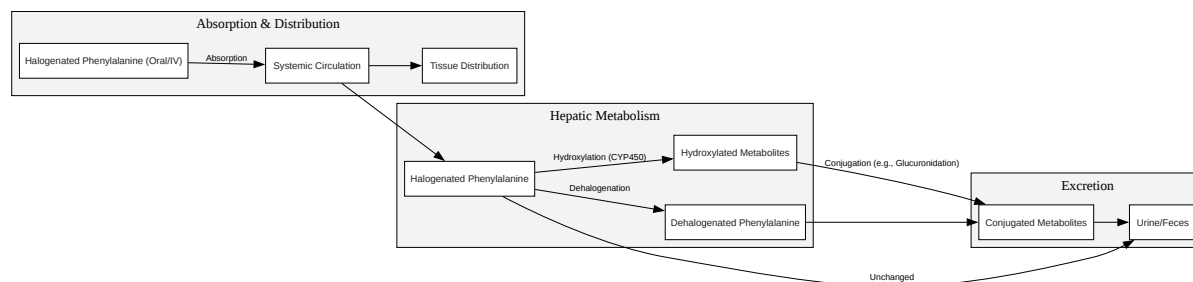 Absorption & Distribution
Halogenated Phenylalanine (Oral/IV)
Absorption
Systemic Circulation
Tissue Distribution
Hepatic Metabolism
Halogenated Phenylalanine
Hydroxylation (CYP450)
Hydroxylated Metabolites
Dehalogenation
Dehalogenated Phenylalanine
Conjugation (e.g., Glucuronidation)
Excretion
Conjugated Metabolites
Urine/Feces
Unchanged